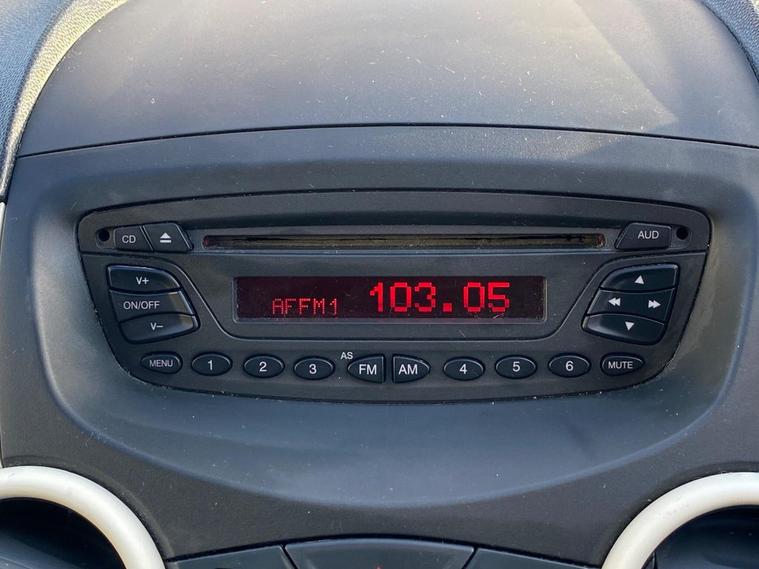 CD
AUD
V+
ON/OFF
V–
AFFM1 103.05
MENU 1 2 3 AS FM AM 4 5 6 MUTE